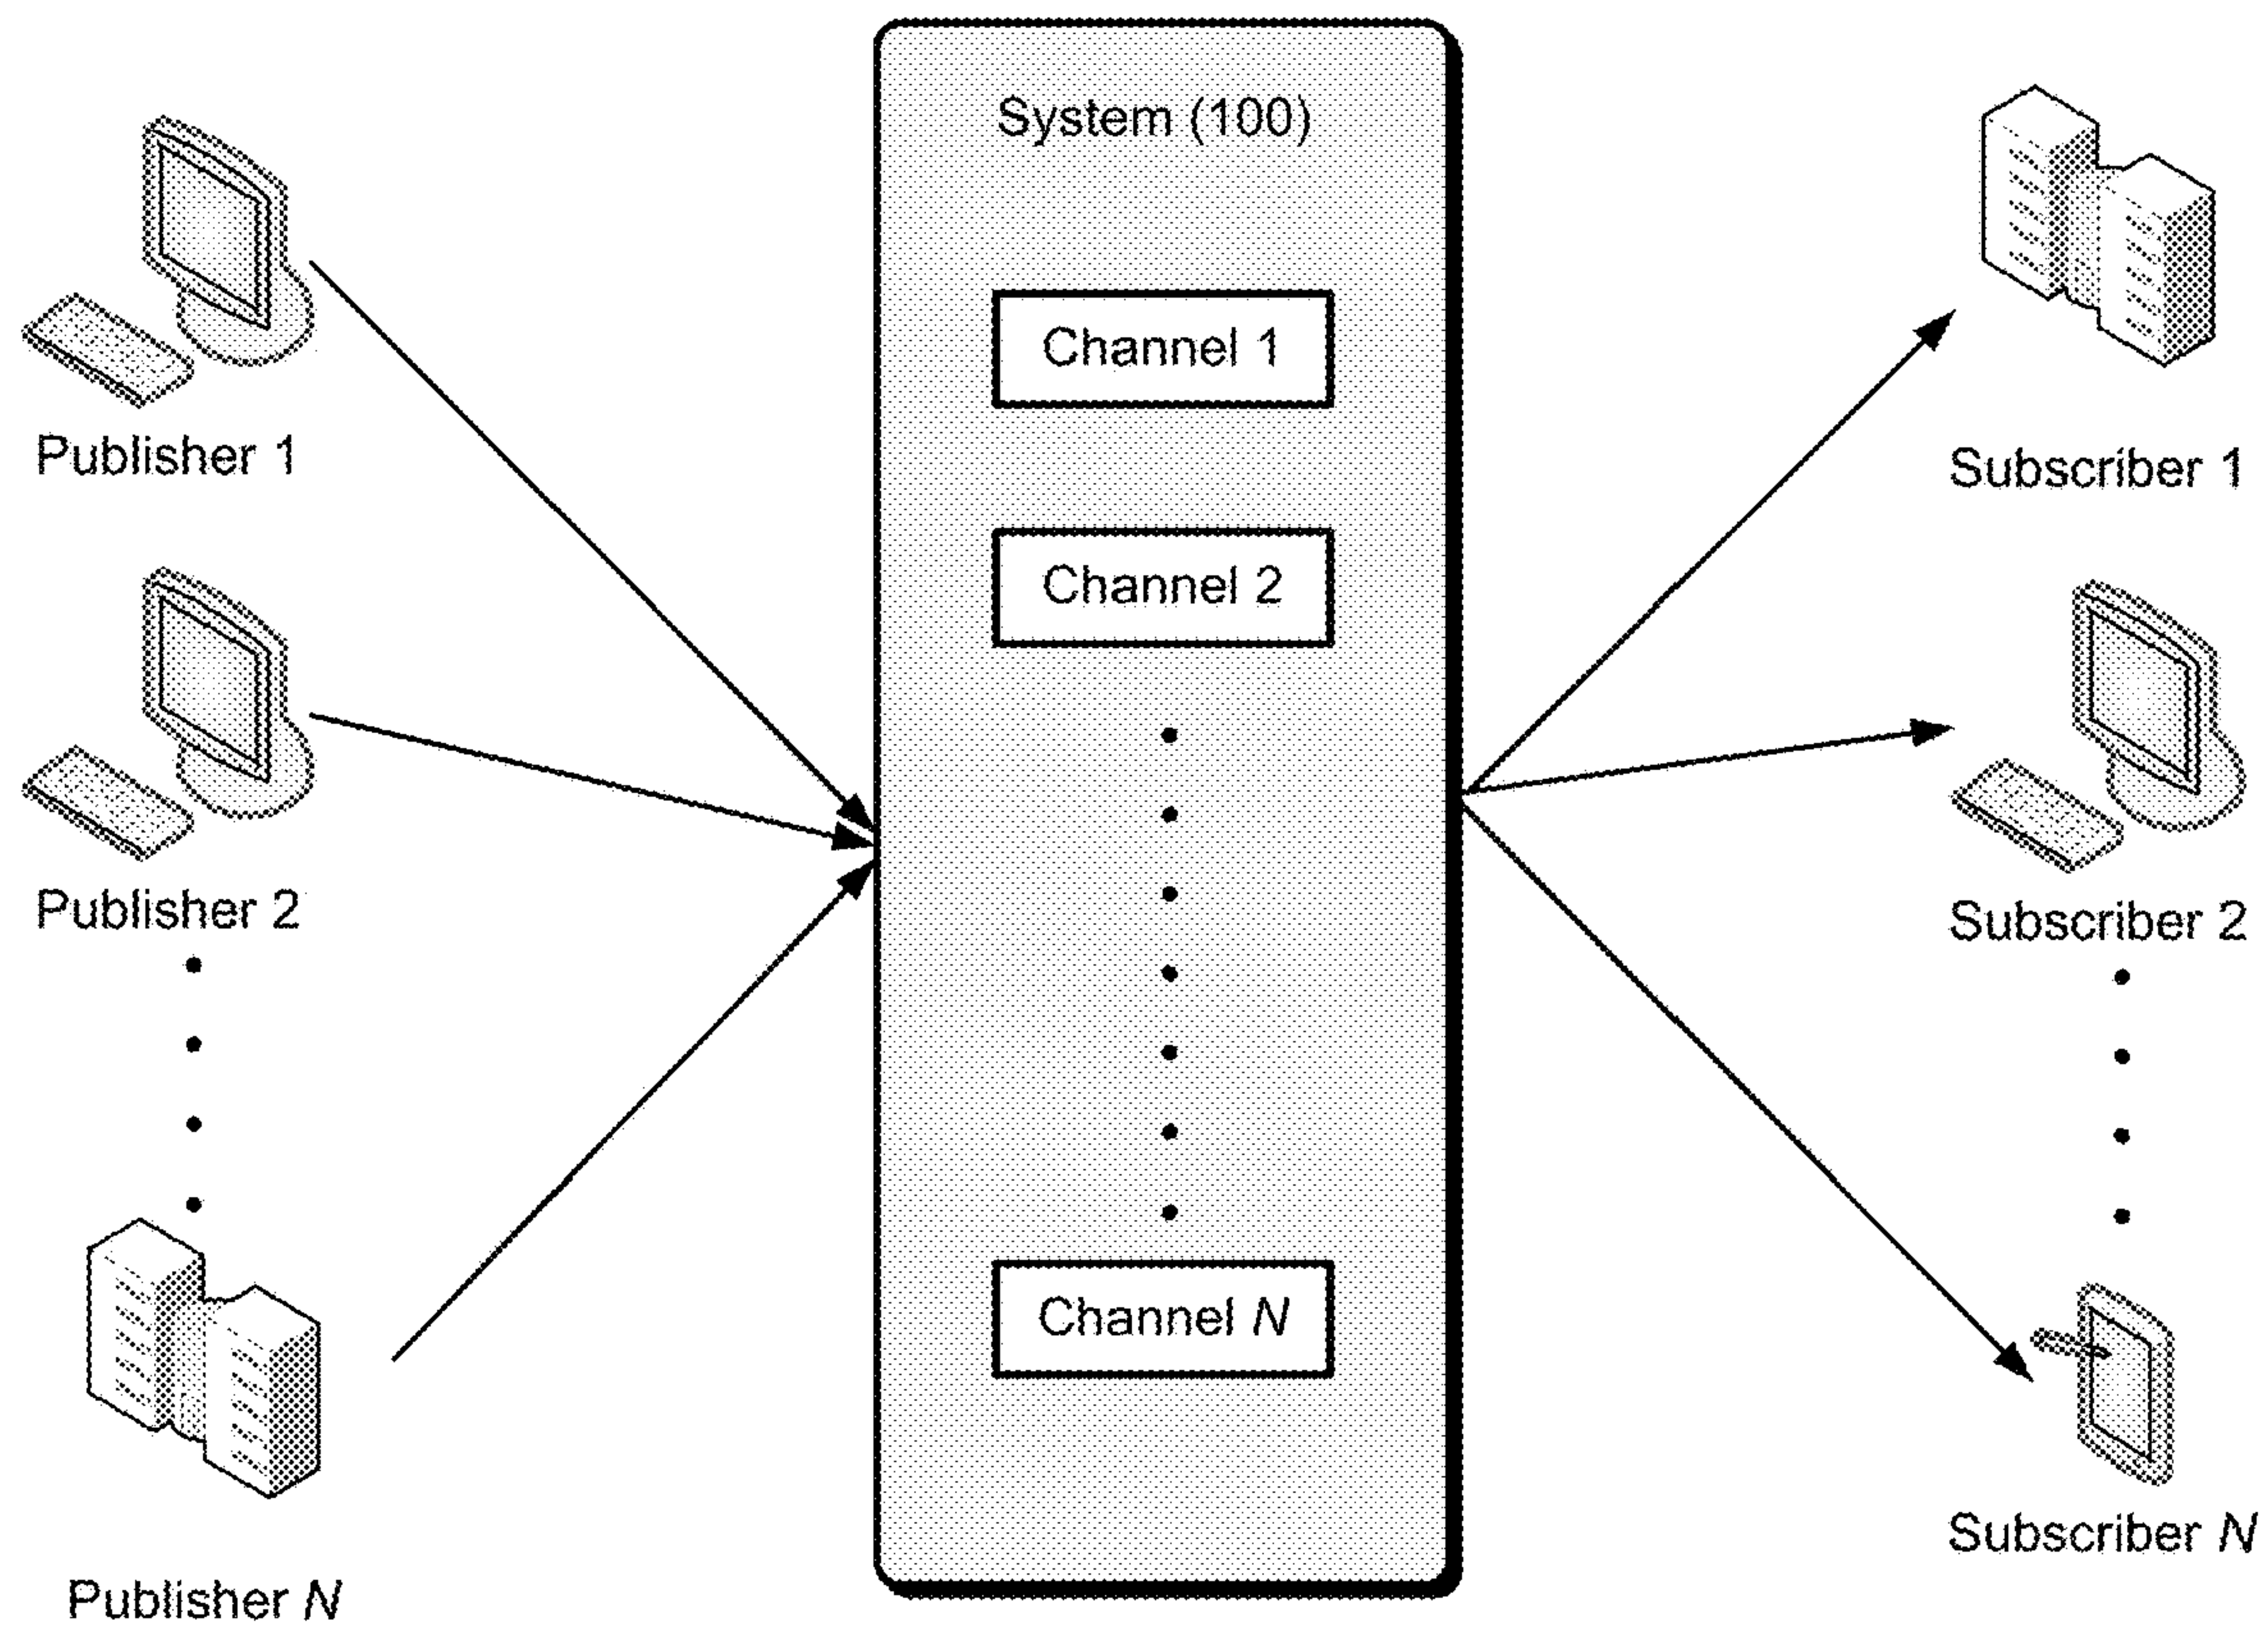 System (100)
Publisher 1
Channel 1
Subscriber 1
Publisher 2
Channel 2
Subscriber 2
Publisher N
Channel N
Subscriber N